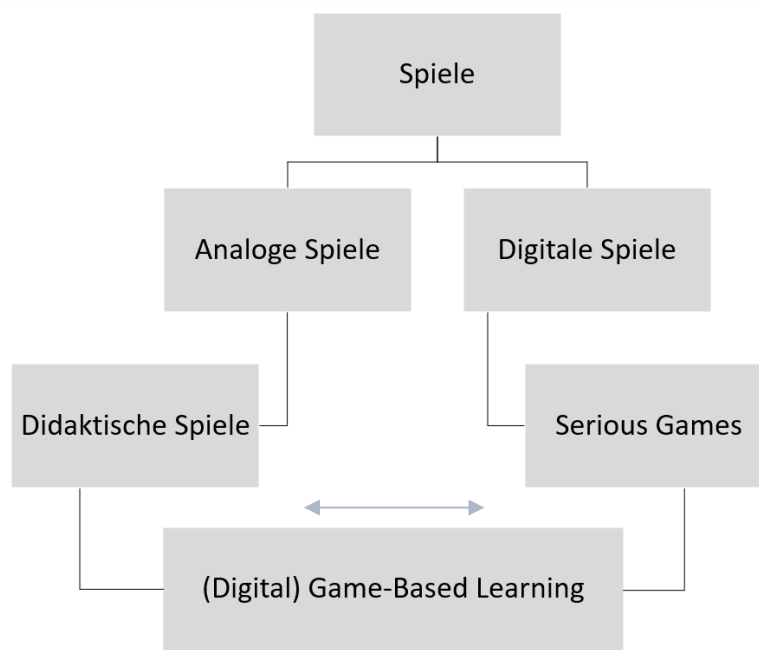 Spiele
Analoge Spiele
Digitale Spiele
Didaktische Spiele
Serious Games
(Digital) Game-Based Learning